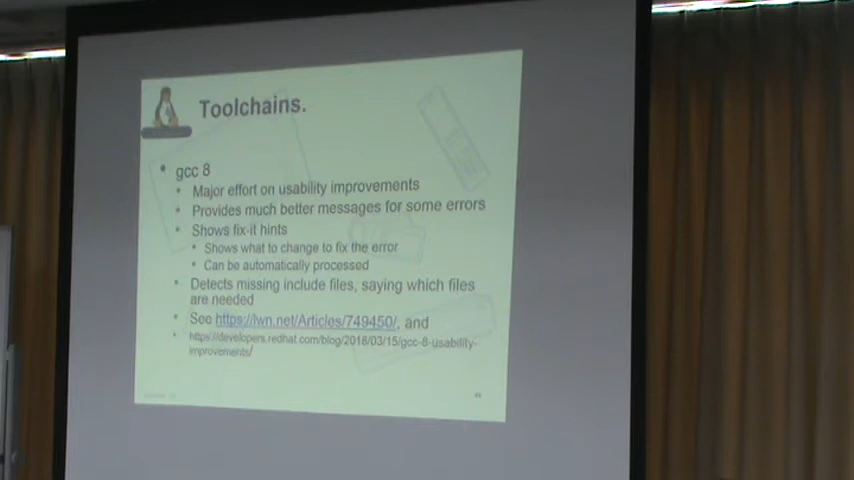 Toolchains.
• gcc 8
• Major effort on usability improvements
• Provides much better messages for some errors
• Shows fix-it hints
• Shows what to change to fix the error
• Can be automatically processed
• Detects missing include files, saying which files
are needed
• See https://lwn.net/Articles/749450/, and
• https://developers.redhat.com/blog/2018/03/15/gcc-8-usability-
improvements/